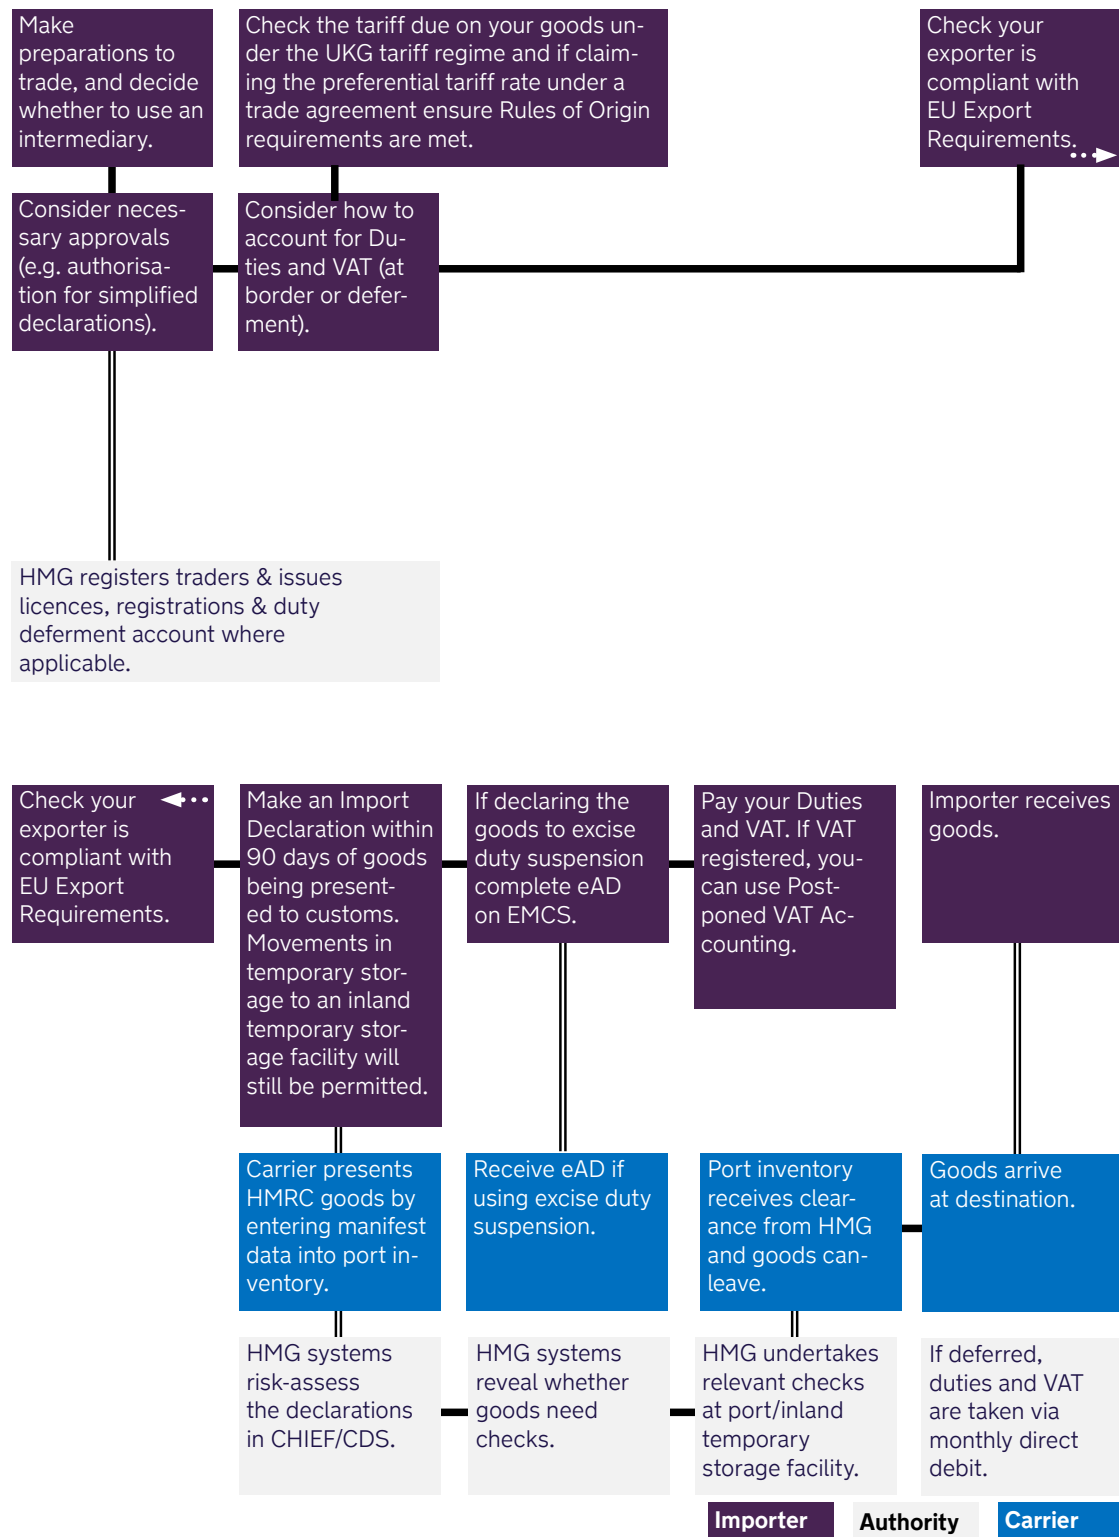 Make
preparations to
trade, and decide
whether to use an
intermediary.
Check the tariff due on your goods un-
der the UKG tariff regime and if claim-
ing the preferential tariff rate under a
trade agreement ensure Rules of Origin
requirements are met.
Check your
exporter is
compliant with
EU Export
Requirements.
Consider neces-
sary approvals
(e.g. authorisa-
tion for simplified
declarations).
Consider how to
account for Du-
ties and VAT (at
border or defer-
ment).
HMG registers traders & issues
licences, registrations & duty
deferment account where
applicable.
Check your
exporter is
compliant with
EU Export
Requirements.
Make an Import
Declaration within
90 days of goods
being present-
ed to customs.
Movements in
temporary stor-
age to an inland
temporary stor-
age facility will
still be permitted.
If declaring the
goods to excise
duty suspension
complete eAD
on EMCS.
Pay your Duties
and VAT. If VAT
registered, you-
can use Post-
poned VAT Ac-
counting.
Importer receives
goods.
Carrier presents
HMRC goods by
entering manifest
data into port in-
ventory.
Receive eAD if
using excise duty
suspension.
Port inventory
receives clear-
ance from HMG
and goods can-
leave.
Goods arrive
at destination.
HMG systems
risk-assess
the declarations
in CHIEF/CDS.
HMG systems
reveal whether
goods need
checks.
HMG undertakes
relevant checks
at port/inland
temporary
storage facility.
If deferred,
duties and VAT
are taken via
monthly direct
debit.
Importer
Authority
Carrier